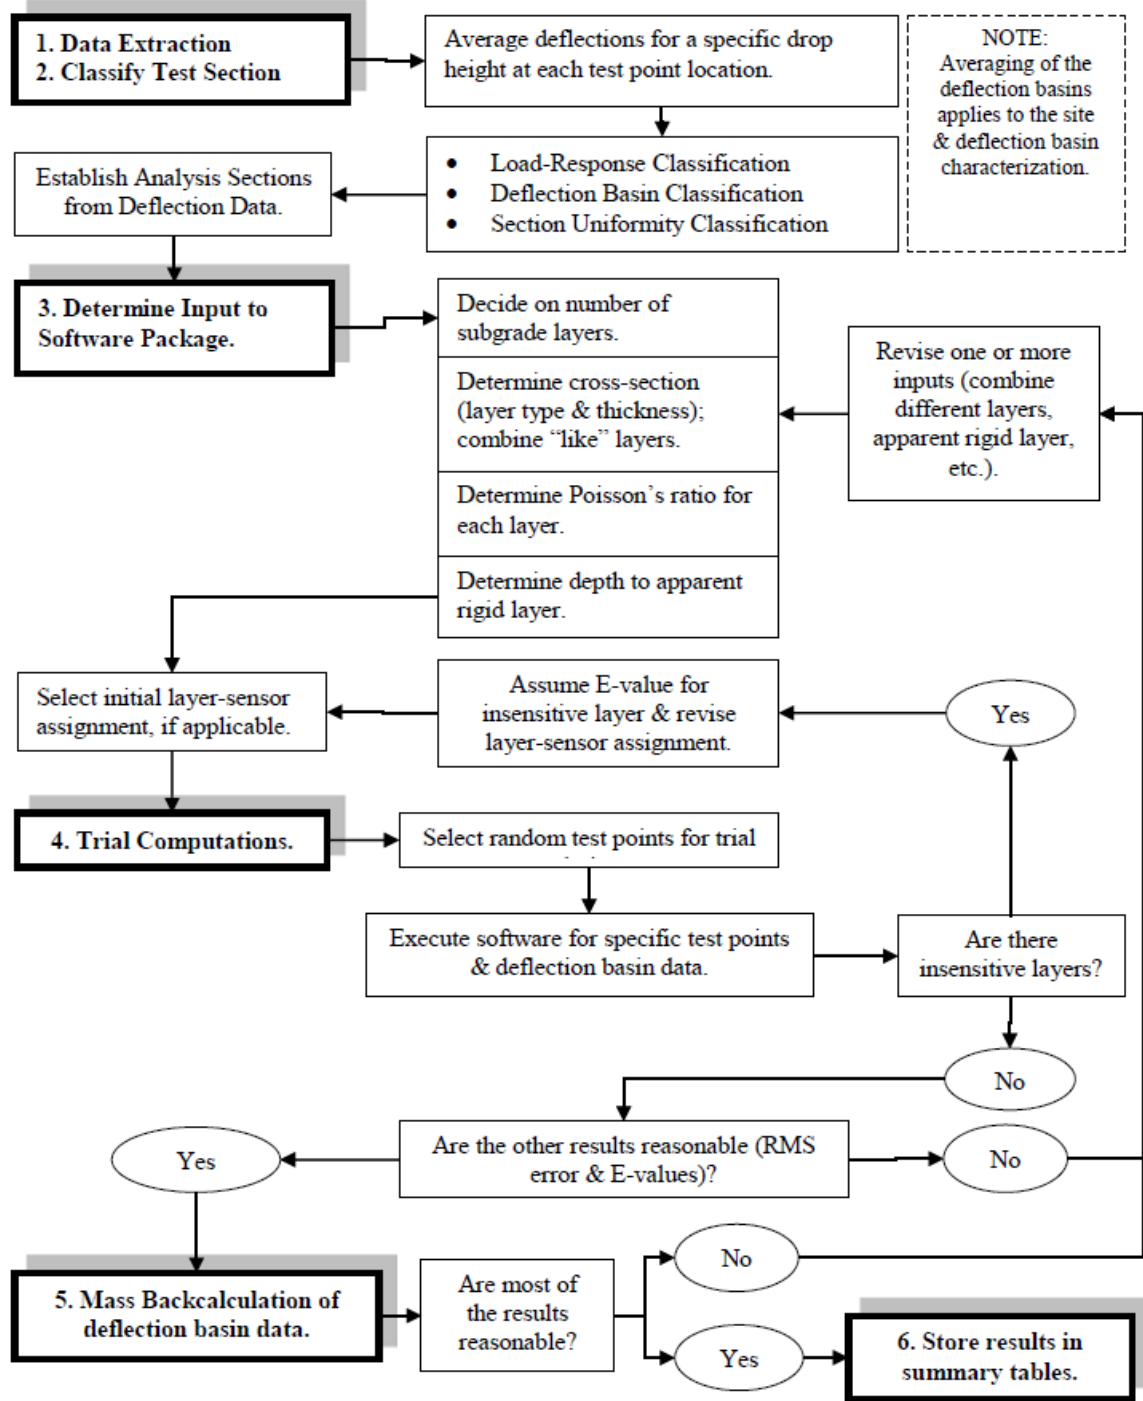 1. Data Extraction
2. Classify Test Section
Average deflections for a specific drop
height at each test point location.
NOTE:
Averaging of the
deflection basins
applies to the site
& deflection basin
characterization.
• Load-Response Classification
• Deflection Basin Classification
• Section Uniformity Classification
Establish Analysis Sections
from Deflection Data.
3. Determine Input to
Software Package.
Decide on number of
subgrade layers.
Determine cross-section
(layer type & thickness);
combine “like” layers.
Determine Poisson’s ratio for
each layer.
Determine depth to apparent
rigid layer.
Revise one or more
inputs (combine
different layers,
apparent rigid layer,
etc.).
Select initial layer-sensor
assignment, if applicable.
Assume E-value for
insensitive layer & revise
layer-sensor assignment.
Yes
4. Trial Computations.
Select random test points for trial
Execute software for specific test points
& deflection basin data.
Are there
insensitive layers?
No
Are the other results reasonable (RMS
error & E-values)?
Yes
No
5. Mass Backcalculation of
deflection basin data.
Are most of
the results
reasonable?
No
Yes
6. Store results in
summary tables.